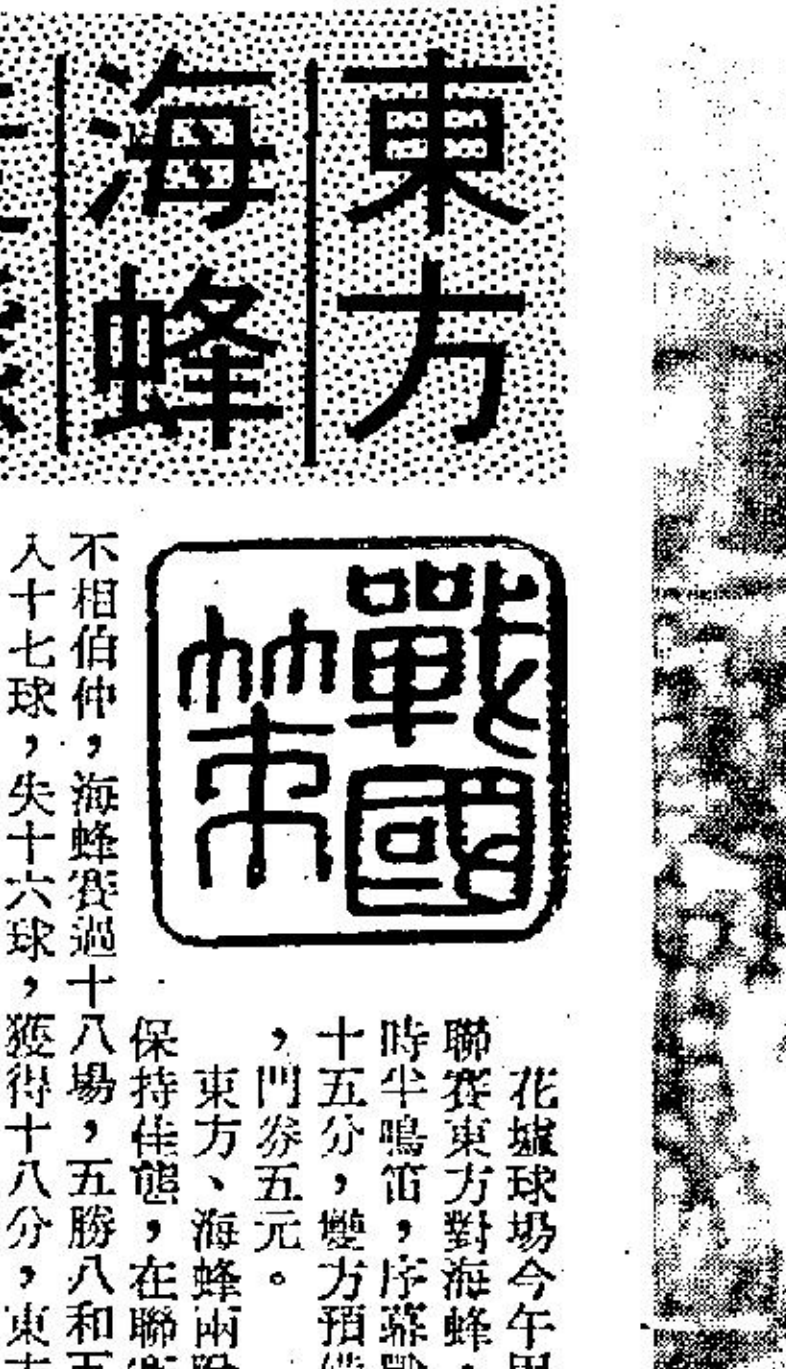 東方
海蜂
戰國策
花墟球場今午
聯賽東方對海蜂，
時半鳴笛，序幕戰
十五分，雙方預備
，門券五元。
東方、海蜂兩隊
保持佳態，在聯賽
不相伯仲，海蜂賽過十八場，五勝八和五
入十七球，失十六球，獲得十八分，東方